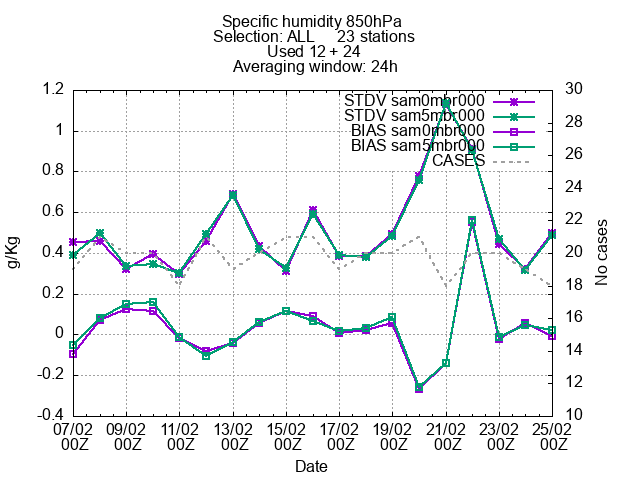 Specific humidity 850hPa
Selection: ALL 23 stations
Used 12 + 24
Averaging window: 24h
1.2
1
0.8
0.6
0.4
0.2
0
-0.2
-0.4
g/Kg
30
28
26
24
22
20
18
16
14
12
10
No cases
STDV sam0mbr000
STDV sam5mbr000
BIAS sam0mbr000
BIAS sam5mbr000
CASES
07/02 09/02 11/02 13/02 15/02 17/02 19/02 21/02 23/02 25/02
00Z 00Z 00Z 00Z 00Z 00Z 00Z 00Z 00Z 00Z
Date